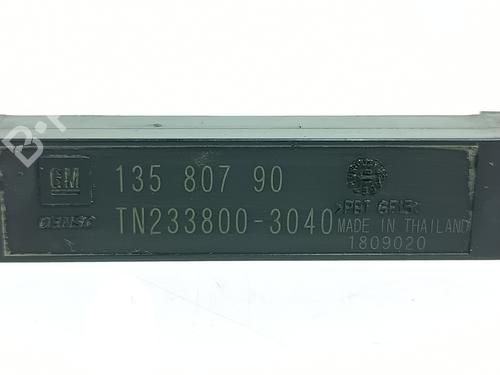 GM
135 807 90
DENSO
TN233800-3040
>PBT-GF15<
MADE IN THAILAND
1809020